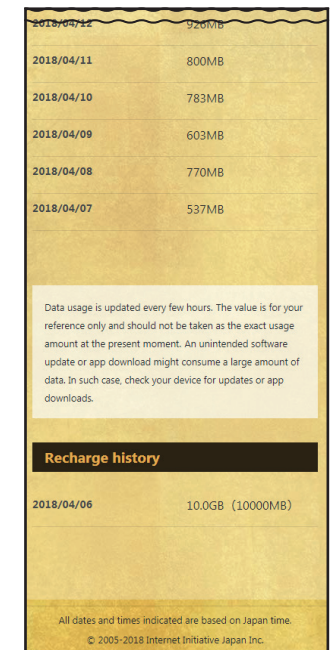 2018/04/12 926MB
2018/04/11 800MB
2018/04/10 783MB
2018/04/09 603MB
2018/04/08 770MB
2018/04/07 537MB
Data usage is updated every few hours. The value is for your
reference only and should not be taken as the exact usage
amount at the present moment. An unintended software
update or app download might consume a large amount of
data. In such case, check your device for updates or app
downloads.
Recharge history
2018/04/06 10.0GB（10000MB）
All dates and times indicated are based on Japan time.
© 2005-2018 Internet Initiative Japan Inc.